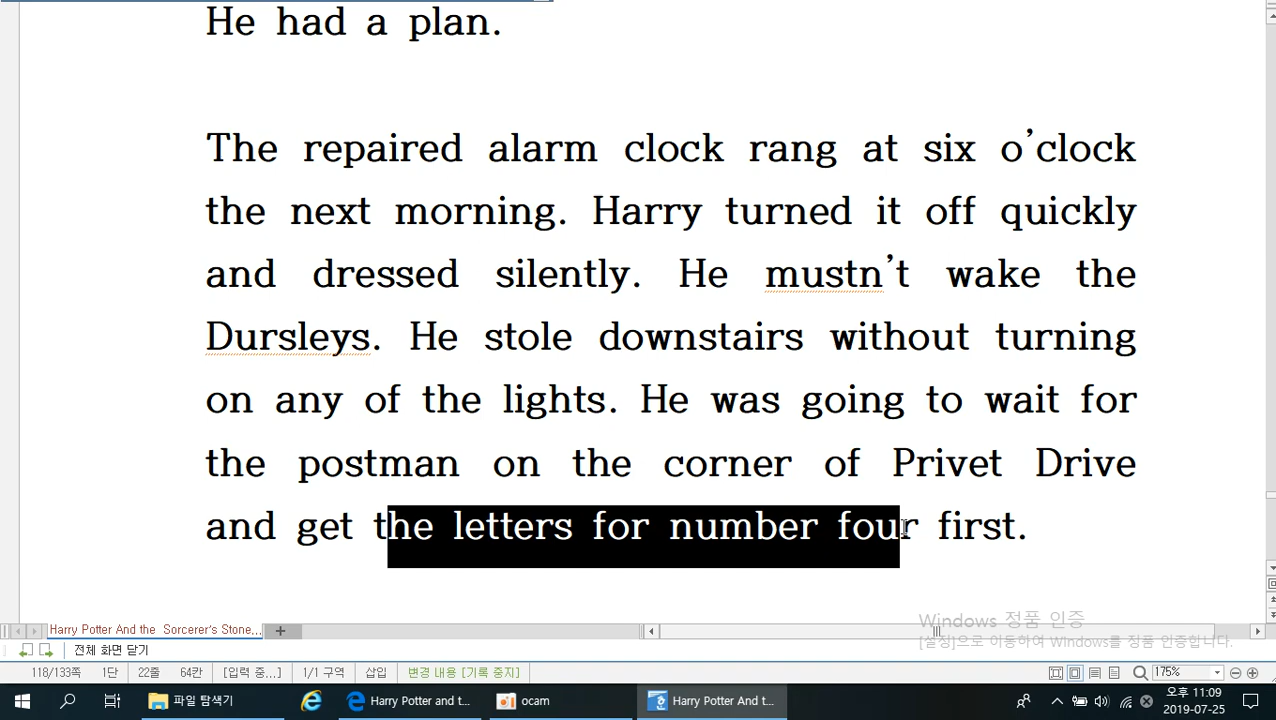 He had a plan.
The repaired alarm clock rang at six o'clock
the next morning. Harry turned it off quickly
and dressed silently. He mustn't wake the
Dursleys. He stole downstairs without turning
on any of the lights. He was going to wait for
the postman on the corner of Privet Drive
and get the letters for number four first.
Windows 정품 인증
[설정]으로 이동하여 Windows를 정품 인증합니다.
Harry Potter And the Sorcerer's Stone...
전체 화면 닫기
118/133쪽 1단 22줄 64칸 [입력 중...] 1/1 구역 삽입 변경 내용 [기록 중지] 175%
파일 탐색기 Harry Potter and t... ocam Harry Potter And t...
오후 11:09
2019-07-25